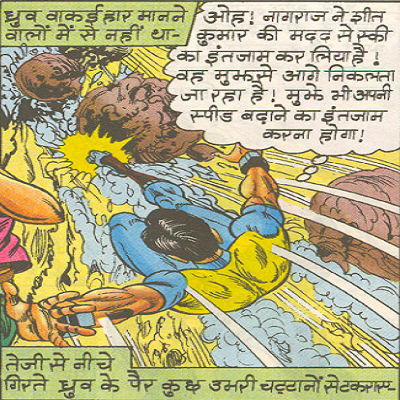 ध्रुव वाकई हार मानने
वालों में से नहीं था-
ओह! नागराज ने शीत
कुमार की मदद से स्की
का इंतजाम कर लिया है!
वह मुझसे आगे निकलता
जा रहा है! मुझे भी अपनी
स्पीड बढ़ाने का इंतजाम
करना होगा!
तेजी से नीचे
गिरते ध्रुव के पैर कुछ उभरी चट्टानों से टकराए-